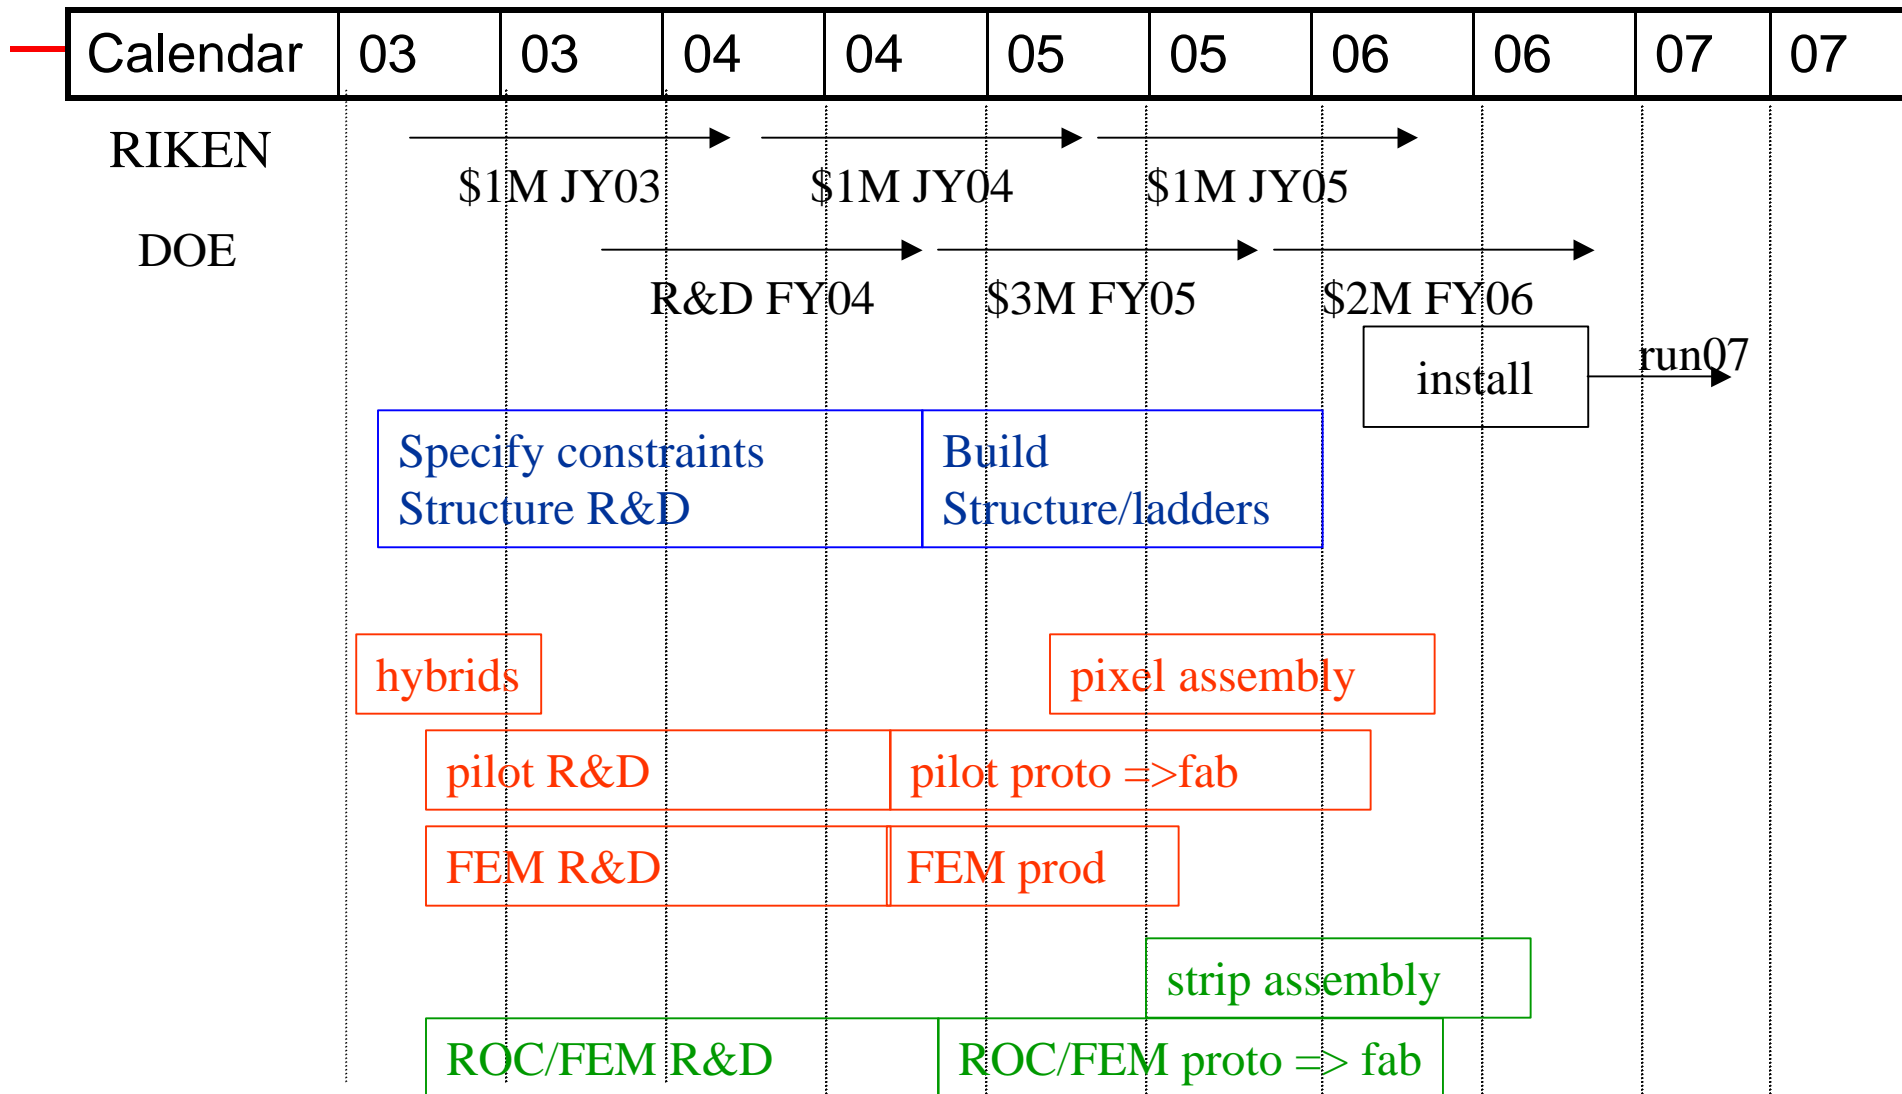 Calendar 03 03 04 04 05 05 06 06 07 07
RIKEN
$1M JY03 $1M JY04 $1M JY05
DOE
R&D FY04 $3M FY05 $2M FY06
install run07
Specify constraints Build
Structure R&D Structure/ladders
hybrids pixel assembly
pilot R&D pilot proto =>fab
FEM R&D FEM prod
strip assembly
ROC/FEM R&D ROC/FEM proto => fab